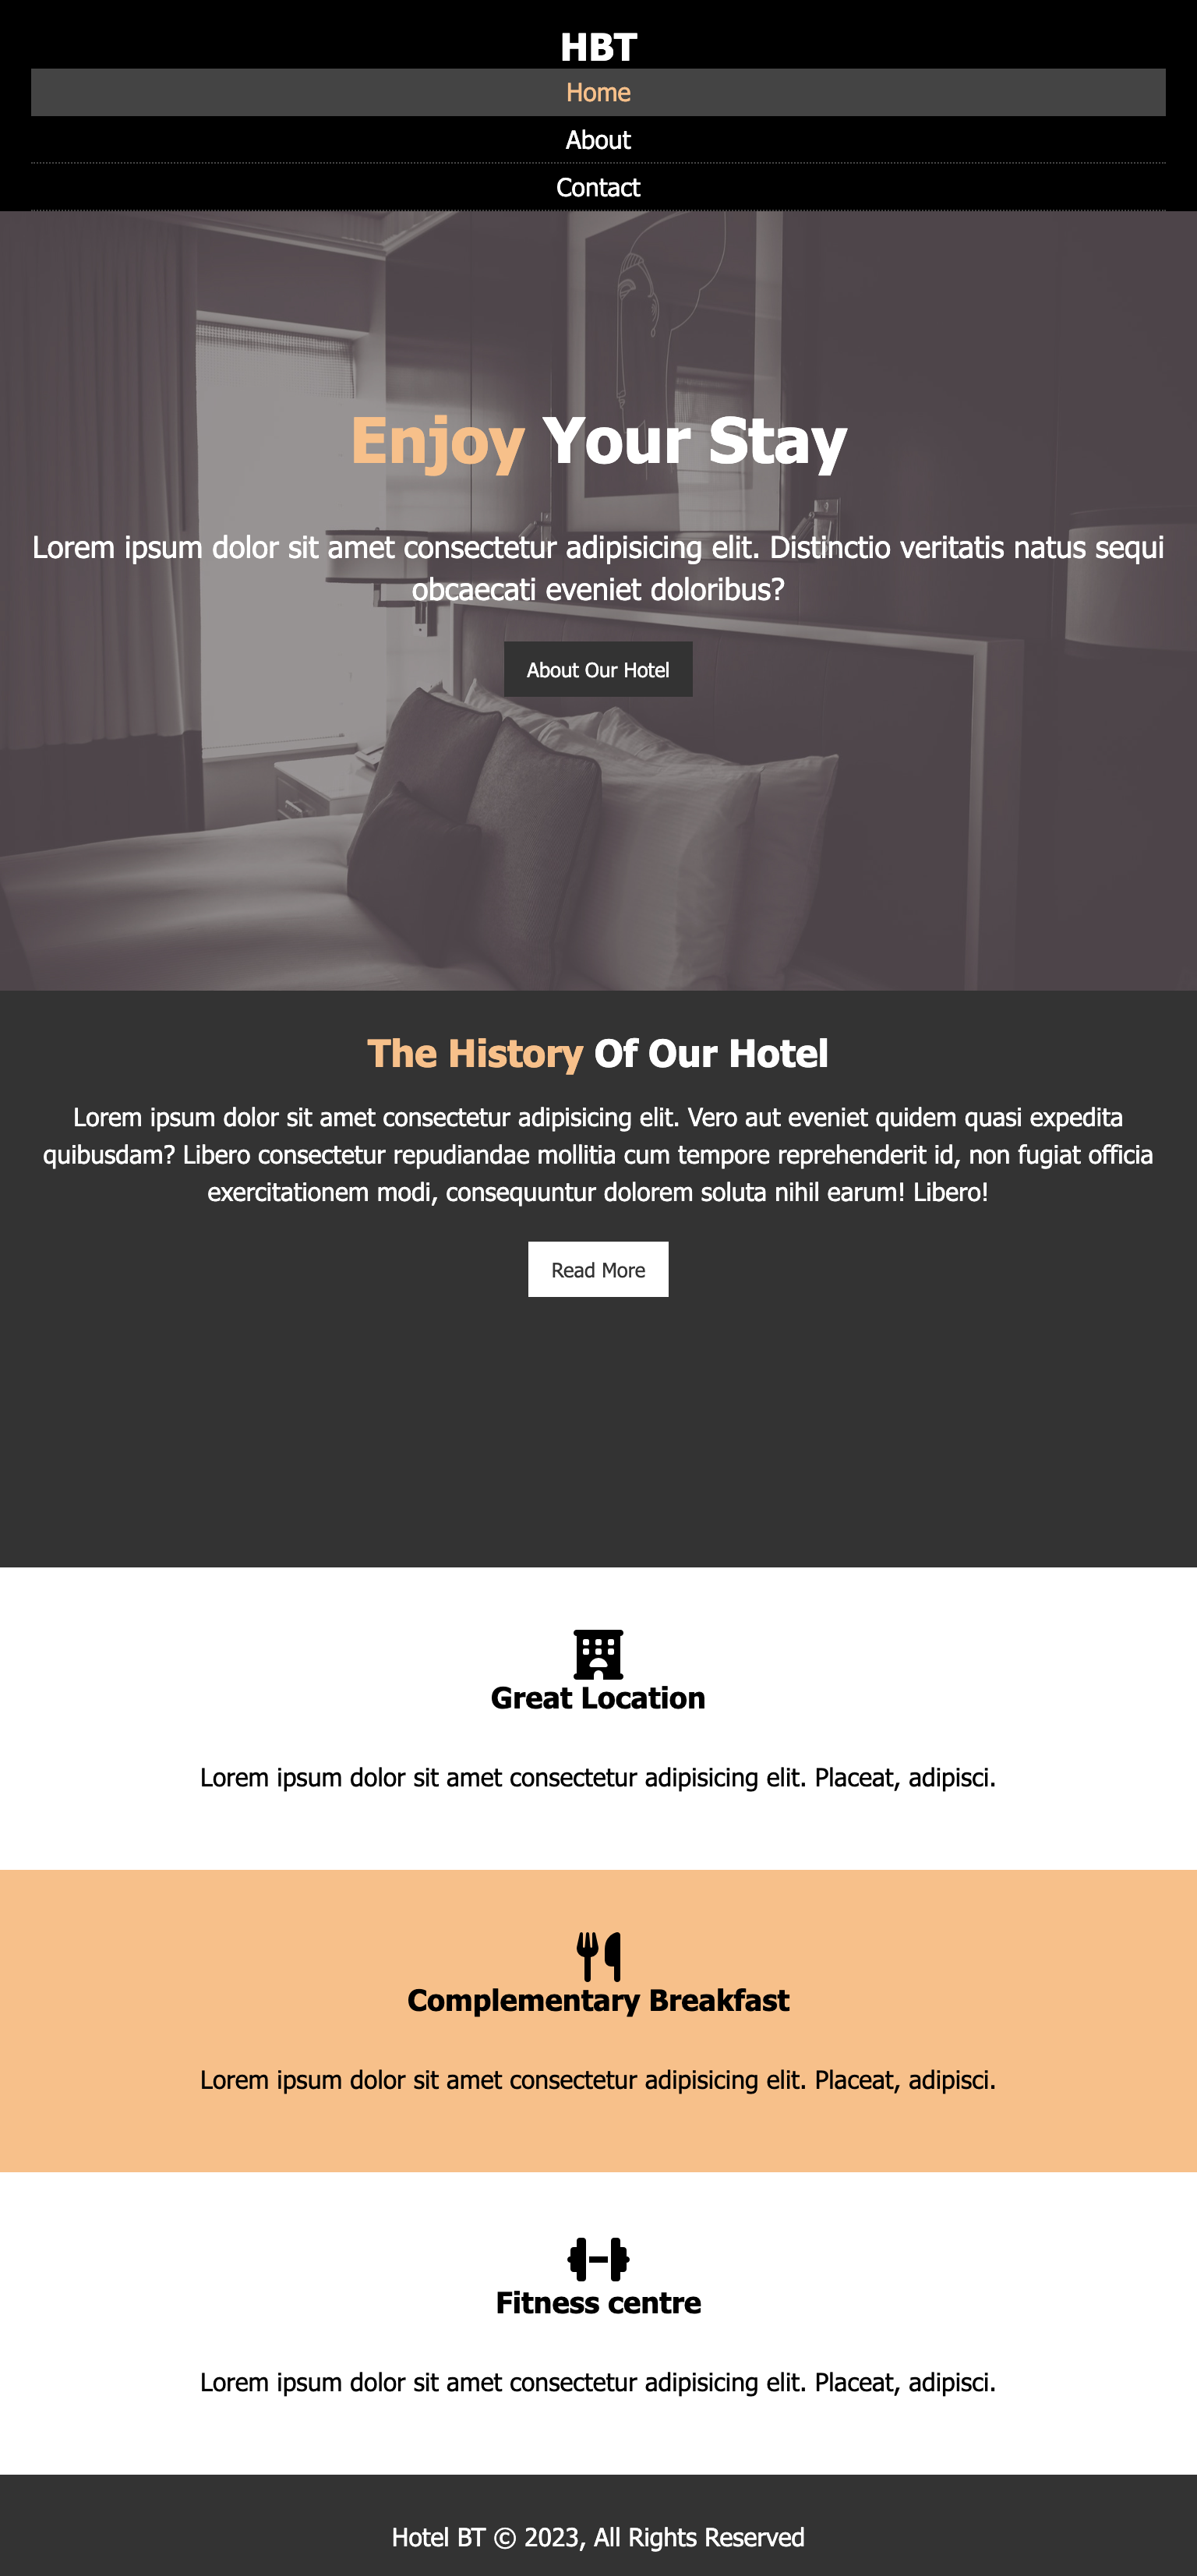 HBT
Home
About
Contact
Enjoy Your Stay
Lorem ipsum dolor sit amet consectetur adipisicing elit. Distinctio veritatis natus sequi
obcaecati eveniet doloribus?
About Our Hotel
The History Of Our Hotel
Lorem ipsum dolor sit amet consectetur adipisicing elit. Vero aut eveniet quidem quasi expedita
quibusdam? Libero consectetur repudiandae mollitia cum tempore reprehenderit id, non fugiat officia
exercitationem modi, consequuntur dolorem soluta nihil earum! Libero!
Read More
Great Location
Lorem ipsum dolor sit amet consectetur adipisicing elit. Placeat, adipisci.
Complementary Breakfast
Lorem ipsum dolor sit amet consectetur adipisicing elit. Placeat, adipisci.
Fitness centre
Lorem ipsum dolor sit amet consectetur adipisicing elit. Placeat, adipisci.
Hotel BT © 2023, All Rights Reserved